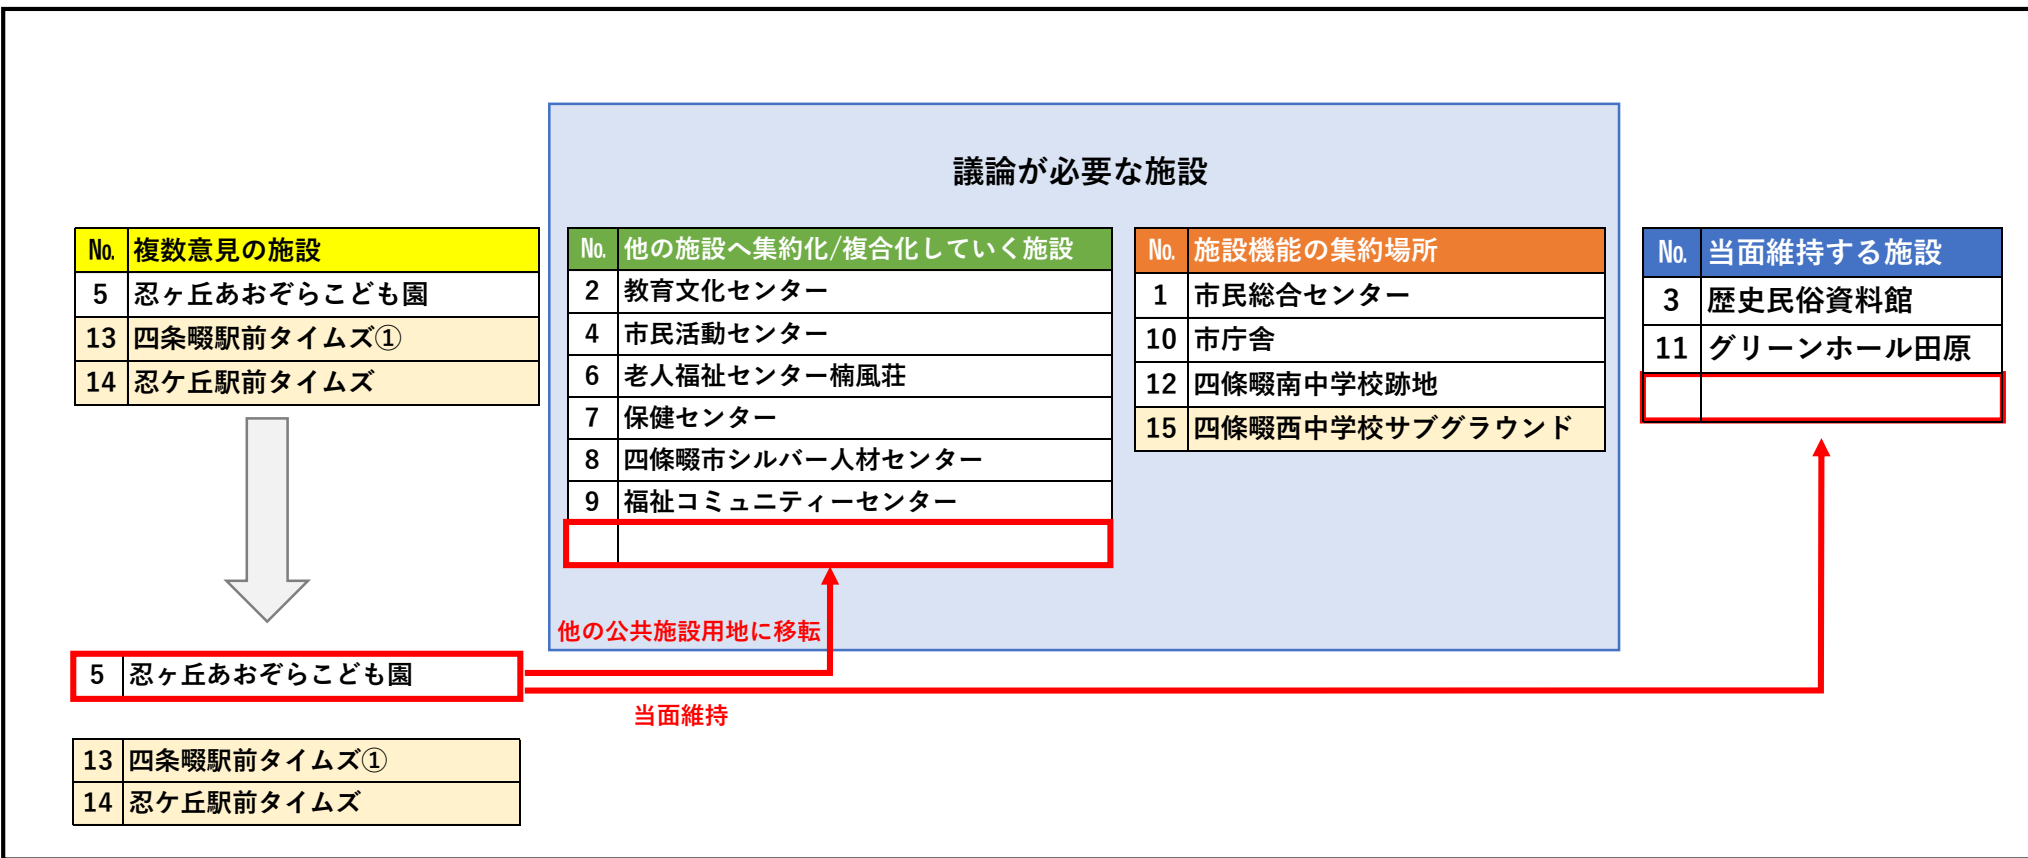 議論が必要な施設
№ 複数意見の施設
5 忍ヶ丘あおぞらこども園
13 四条畷駅前タイムズ①
14 忍ケ丘駅前タイムズ
№ 他の施設へ集約化/複合化していく施設
2 教育文化センター
4 市民活動センター
6 老人福祉センター楠風荘
7 保健センター
8 四條畷市シルバー人材センター
9 福祉コミュニティーセンター
№ 施設機能の集約場所
1 市民総合センター
10 市庁舎
12 四條畷南中学校跡地
15 四條畷西中学校サブグラウンド
№ 当面維持する施設
3 歴史民俗資料館
11 グリーンホール田原
他の公共施設用地に移転
5 忍ヶ丘あおぞらこども園
当面維持
13 四条畷駅前タイムズ①
14 忍ケ丘駅前タイムズ